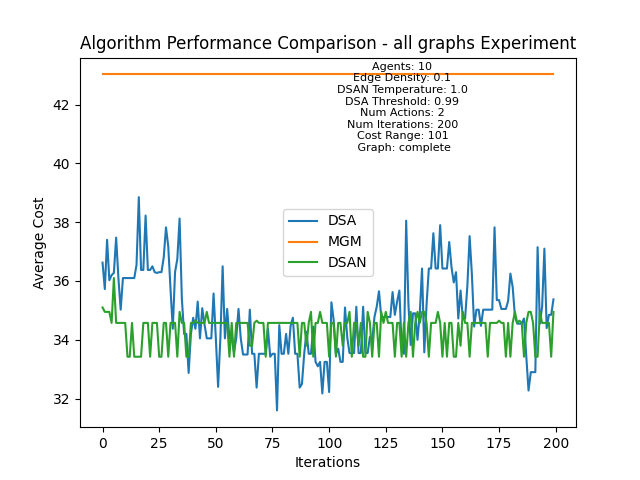 Algorithm Performance Comparison - all graphs Experiment
Agents: 10
Edge Density: 0.1
DSAN Temperature: 1.0
DSA Threshold: 0.99
Num Actions: 2
Num Iterations: 200
Cost Range: 101
Graph: complete
42
40
38
36
34
32
Average Cost
DSA
MGM
DSAN
0 25 50 75 100 125 150 175 200
Iterations